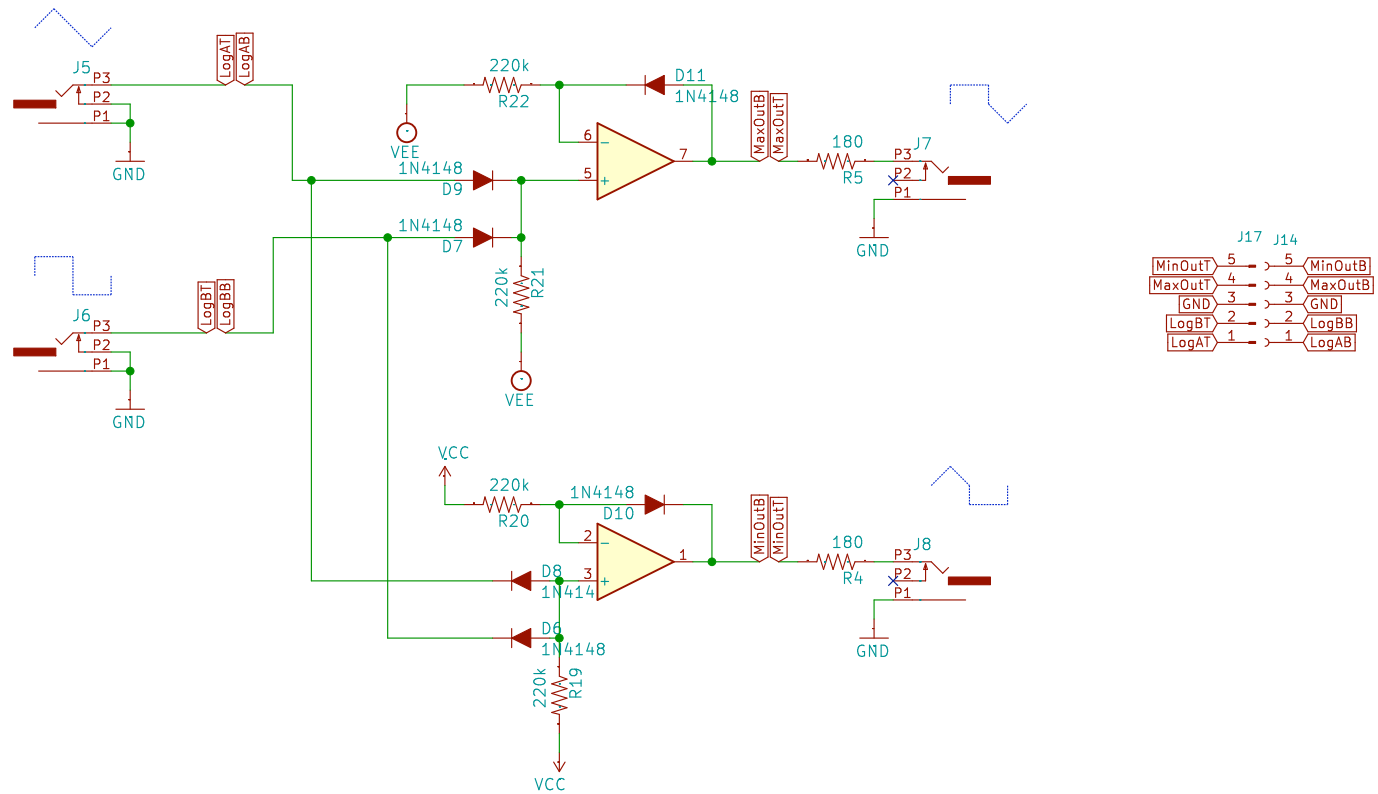 J5
P3
P2
P1
GND
LogAT
LogAB
220k
R22
VEE
D11
1N4148
6
5
7
1N4148
D9
1N4148
D7
220k
R21
VEE
MaxOutB
MaxOutT
180
R5
J7
P3
P2
P1
GND
J6
P3
P2
P1
GND
LogBT
LogBB
J17
J14
MinOutT 5 5 MinOutB
MaxOutT 4 4 MaxOutB
GND 3 3 GND
LogBT 2 2 LogBB
LogAT 1 1 LogAB
VCC
220k
R20
1N4148
D10
2
3
1
D8
1N414
D6
1N4148
220k
R19
VCC
MinOutB
MinOutT
180
R4
J8
P3
P2
P1
GND